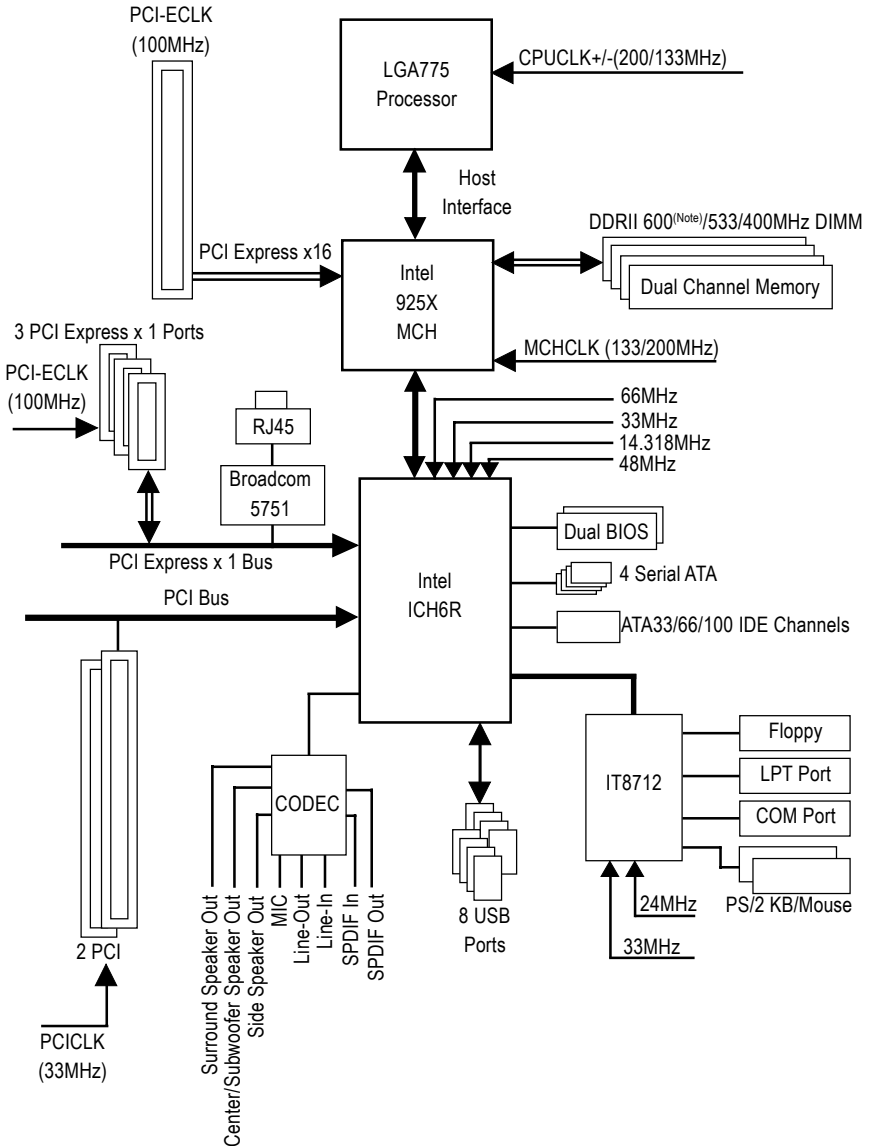 PCI-ECLK
(100MHz)
LGA775
Processor
CPUCLK+/-(200/133MHz)
Host
Interface
DDRII 600(Note)/533/400MHz DIMM
PCI Express x16
Intel
925X
MCH
Dual Channel Memory
3 PCI Express x 1 Ports
MCHCLK (133/200MHz)
PCI-ECLK
(100MHz)
66MHz
33MHz
14.318MHz
48MHz
RJ45
Broadcom
5751
Dual BIOS
PCI Express x 1 Bus
Intel
ICH6R
4 Serial ATA
PCI Bus
ATA33/66/100 IDE Channels
CODEC
IT8712
Floppy
LPT Port
COM Port
PS/2 KB/Mouse
24MHz
33MHz
8 USB
Ports
Surround Speaker Out
Center/Subwoofer Speaker Out
Side Speaker Out
MIC
Line-Out
Line-In
SPDIF In
SPDIF Out
2 PCI
PCICLK
(33MHz)